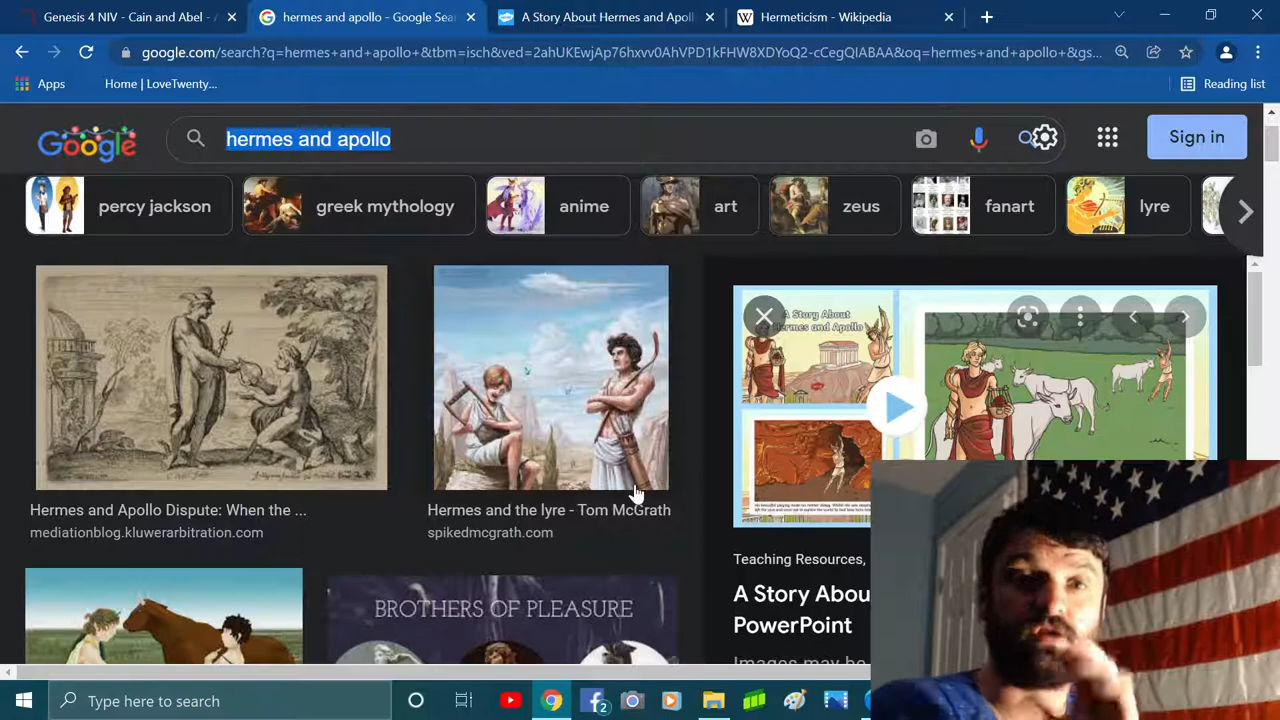 Genesis 4 NIV - Cain and Abel -
hermes and apollo - Google Sea
A Story About Hermes and Apoll
Hermeticism - Wikipedia
google.com/search?q=hermes+and+apollo+&tbm=isch&ved=2ahUKEwjAp76hxvv0AhVPD1kFHW8XDYoQ2-cCegQIABAA&oq=hermes+and+apollo+&gs...
Apps
Home | LoveTwenty...
Reading list
Google
hermes and apollo
Sign in
percy jackson
greek mythology
anime
art
zeus
fanart
lyre
A Story About
Hermes and Apollo
Hermes and Apollo Dispute: When the ...
mediationblog.kluwerarbitration.com
Hermes and the lyre - Tom McGrath
spikedmcgrath.com
BROTHERS OF PLEASURE
Teaching Resources,
A Story Abou
PowerPoint
Images may be
Type here to search
2